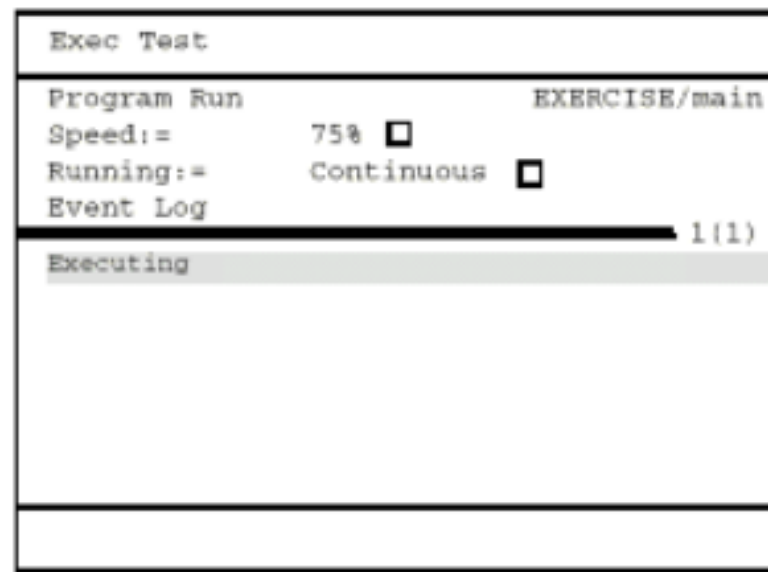 Exec Test
Program Run EXERCISE/main
Speed:= 75%
Running:= Continuous
Event Log
1(1)
Executing